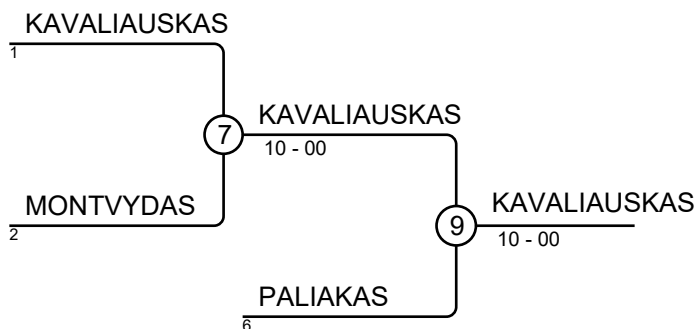 KAVALIAUSKAS
1
7
KAVALIAUSKAS
10 - 00
MONTVYDAS
2
9
KAVALIAUSKAS
10 - 00
PALIAKAS
6